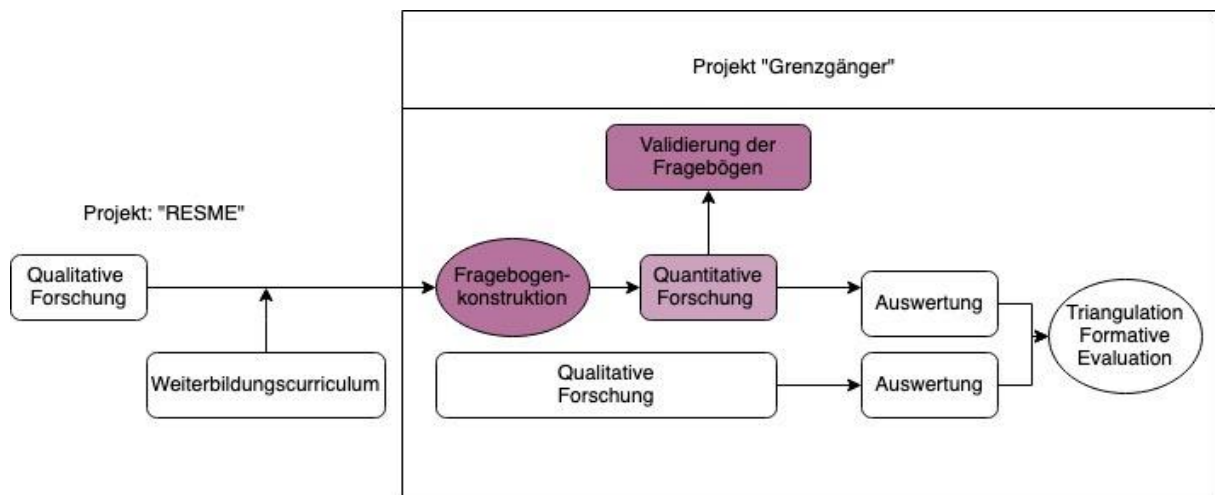 Projekt "Grenzgänger"
Validierung der
Fragebögen
Projekt: "RESME"
Qualitative
Forschung
Fragebogen-
konstruktion
Quantitative
Forschung
Auswertung
Triangulation
Formative
Evaluation
Weiterbildungscurriculum
Qualitative
Forschung
Auswertung